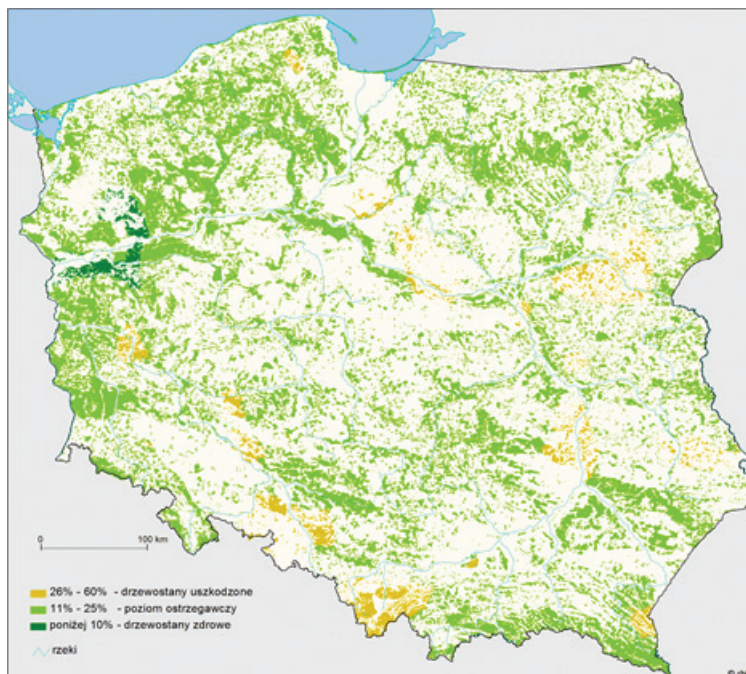 0 100 km
26% - 60% - drzewostany uszkodzone
11% - 25% - poziom ostrzegawczy
poniżej 10% - drzewostany zdrowe
rzeki